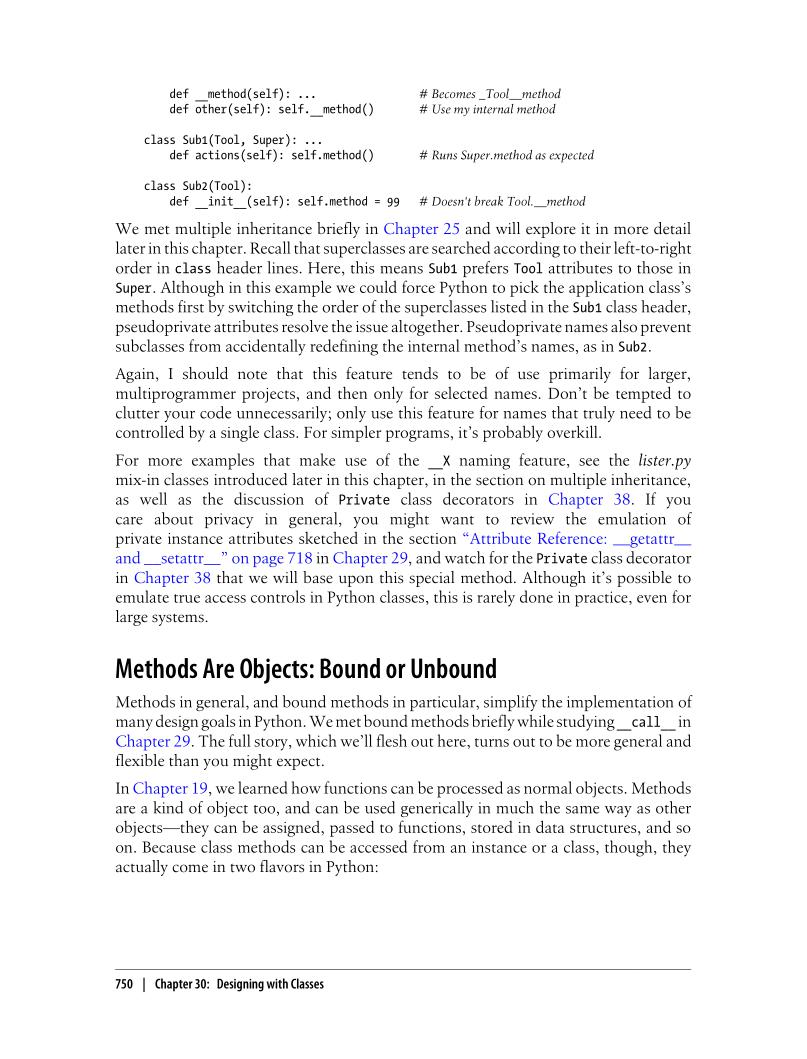 def __method(self): ... # Becomes _Tool__method
def other(self): self.__method() # Use my internal method
class Sub1(Tool, Super): ...
def actions(self): self.method() # Runs Super.method as expected
class Sub2(Tool):
def __init__(self): self.method = 99 # Doesn't break Tool.__method
We met multiple inheritance briefly in Chapter 25 and will explore it in more detail
later in this chapter. Recall that superclasses are searched according to their left-to-right
order in class header lines. Here, this means Sub1 prefers Tool attributes to those in
Super. Although in this example we could force Python to pick the application class’s
methods first by switching the order of the superclasses listed in the Sub1 class header,
pseudoprivate attributes resolve the issue altogether. Pseudoprivate names also prevent
subclasses from accidentally redefining the internal method’s names, as in Sub2.
Again, I should note that this feature tends to be of use primarily for larger,
multiprogrammer projects, and then only for selected names. Don’t be tempted to
clutter your code unnecessarily; only use this feature for names that truly need to be
controlled by a single class. For simpler programs, it’s probably overkill.
For more examples that make use of the __X naming feature, see the lister.py
mix-in classes introduced later in this chapter, in the section on multiple inheritance,
as well as the discussion of Private class decorators in Chapter 38. If you
care about privacy in general, you might want to review the emulation of
private instance attributes sketched in the section “Attribute Reference: __getattr__
and __setattr__” on page 718 in Chapter 29, and watch for the Private class decorator
in Chapter 38 that we will base upon this special method. Although it’s possible to
emulate true access controls in Python classes, this is rarely done in practice, even for
large systems.
Methods Are Objects: Bound or Unbound
Methods in general, and bound methods in particular, simplify the implementation of
many design goals in Python. We met bound methods briefly while studying __call__ in
Chapter 29. The full story, which we’ll flesh out here, turns out to be more general and
flexible than you might expect.
In Chapter 19, we learned how functions can be processed as normal objects. Methods
are a kind of object too, and can be used generically in much the same way as other
objects—they can be assigned, passed to functions, stored in data structures, and so
on. Because class methods can be accessed from an instance or a class, though, they
actually come in two flavors in Python:
750 | Chapter 30: Designing with Classes